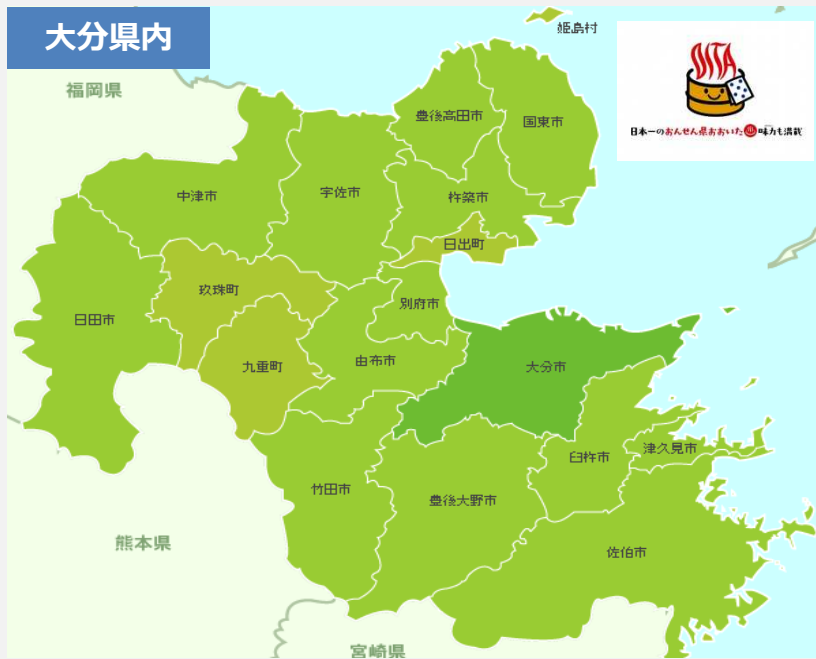 大分県内
姫島村
福岡県
OITA
豊後高田市
国東市
日本一のおんせん県おおいた♨味力も満載
中津市
宇佐市
杵築市
日出町
玖珠町
別府市
日田市
九重町
由布市
大分市
臼杵市
津久見市
竹田市
豊後大野市
熊本県
佐伯市
宮崎県